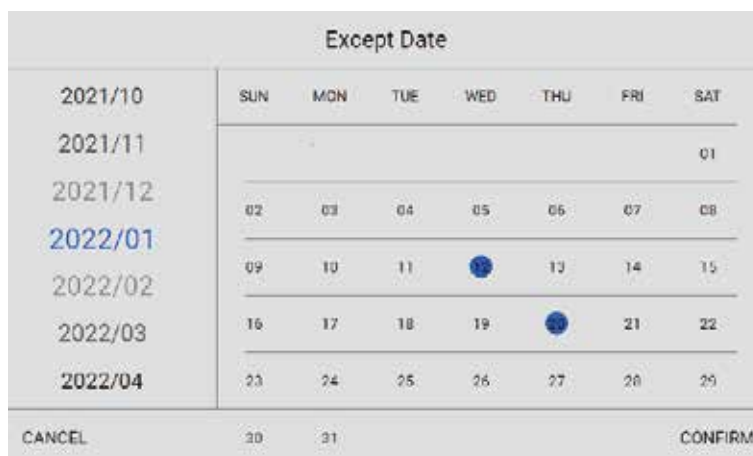 Except Date
2021/10
2021/11
2021/12
2022/01
2022/02
2022/03
2022/04
SUN MON TUE WED THU FRI SAT
01
02 03 04 05 06 07 08
09 10 11 12 13 14 15
16 17 18 19 20 21 22
23 24 25 26 27 28 29
30 31
CANCEL
CONFIRM